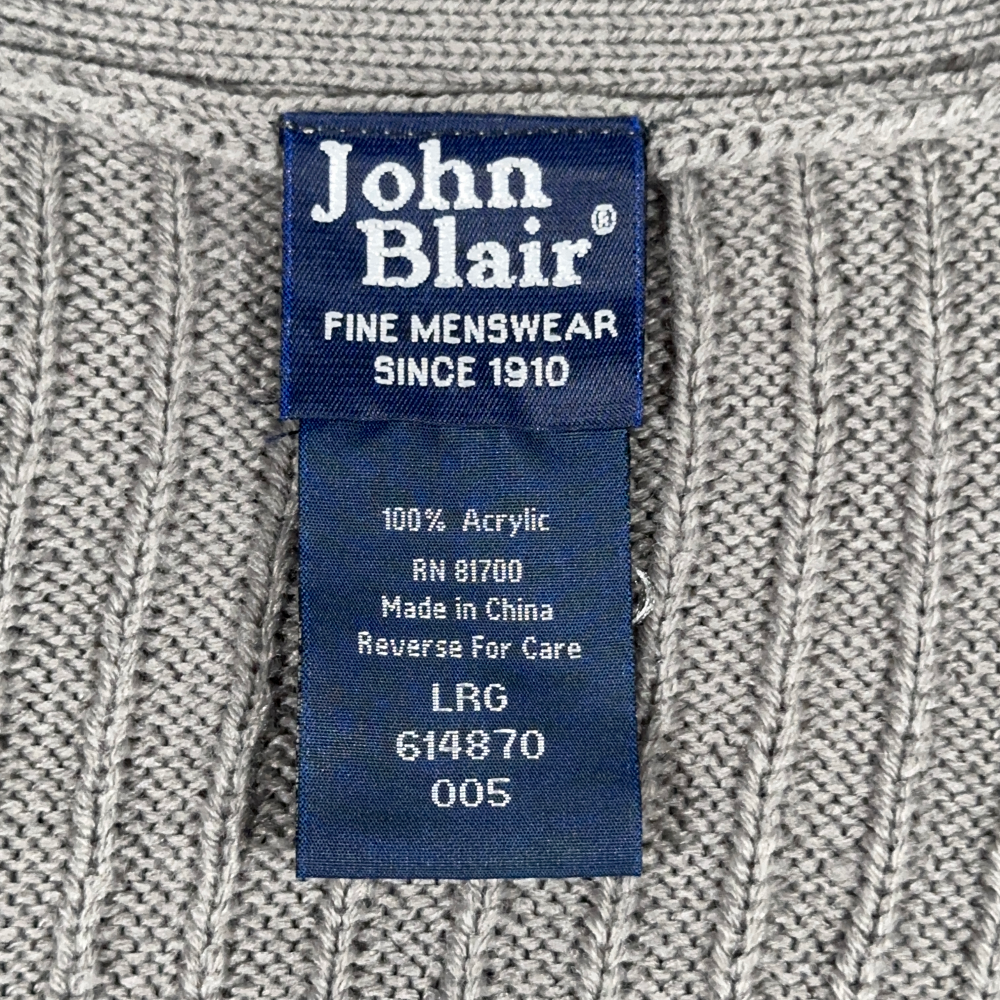 John
Blair®
FINE MENSWEAR
SINCE 1910
100% Acrylic
RN 81700
Made in China
Reverse For Care
LRG
614870
005